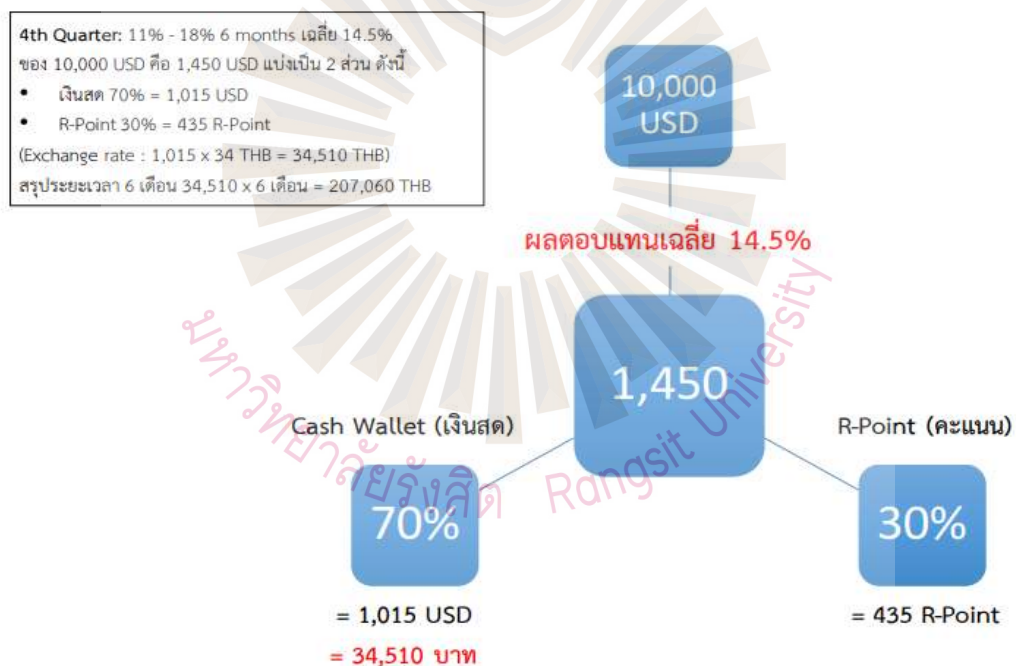 4th Quarter: 11% - 18% 6 months เฉลี่ย 14.5%
ของ 10,000 USD คือ 1,450 USD แบ่งเป็น 2 ส่วน ดังนี้
• เงินสด 70% = 1,015 USD
• R-Point 30% = 435 R-Point
(Exchange rate : 1,015 x 34 THB = 34,510 THB)
สรุประยะเวลา 6 เดือน 34,510 x 6 เดือน = 207,060 THB
10,000
USD
ผลตอบแทนเฉลี่ย 14.5%
1,450
Cash Wallet (เงินสด)
R-Point (คะแนน)
70%
30%
= 1,015 USD
= 435 R-Point
= 34,510 บาท
มหาวิทยาลัยรังสิต Rangsit University